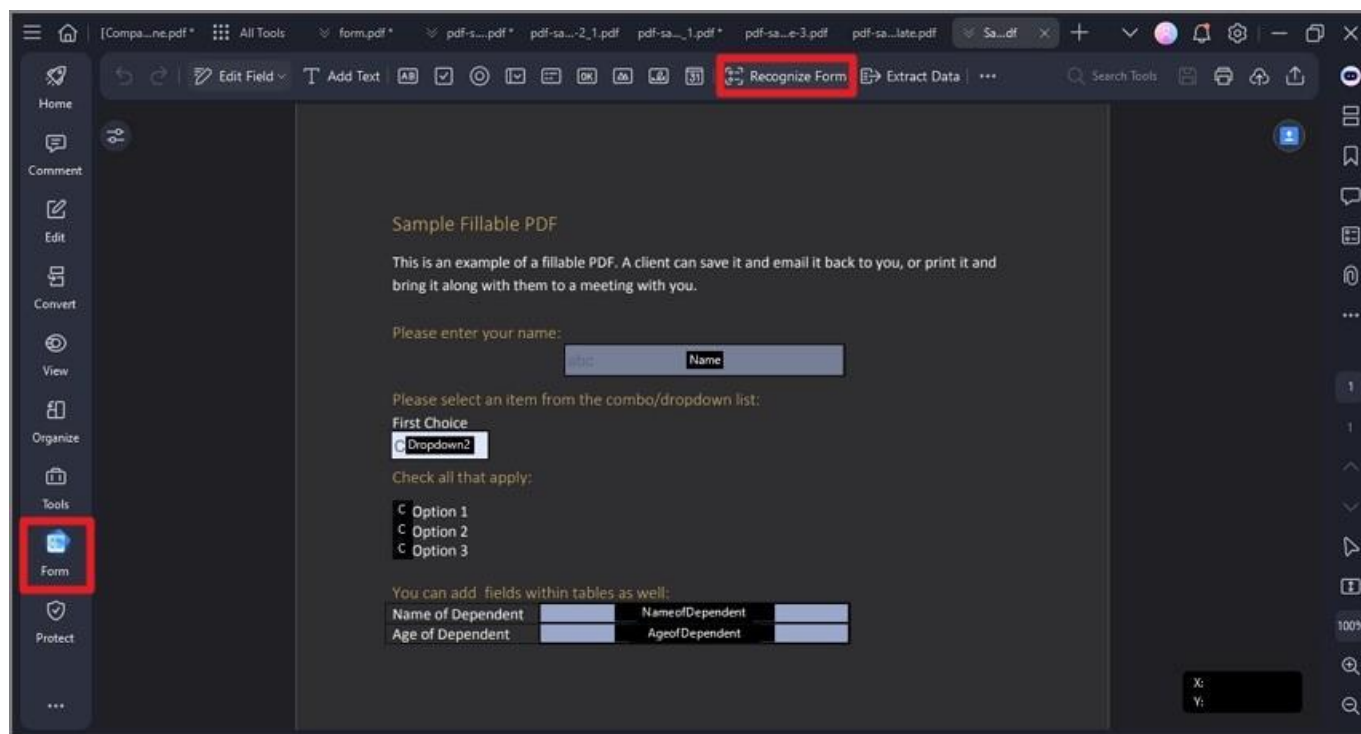 [Compa...ne.pdf* All Tools form.pdf* pdf-s....pdf* pdf-sa...-2_1.pdf pdf-sa..._1.pdf* pdf-sa...e-3.pdf pdf-sa...late.pdf Sa...df
Edit Field Add Text AB OK 31 Recognize Form Extract Data Search Tools
Home
Comment
Edit
Convert
View
Organize
Tools
Form
Protect
Sample Fillable PDF
This is an example of a fillable PDF. A client can save it and email it back to you, or print it and
bring it along with them to a meeting with you.
Please enter your name:
abc Name
Please select an item from the combo/dropdown list:
First Choice
C Dropdown2
Check all that apply:
C Option 1
C Option 2
C Option 3
You can add fields within tables as well:
Name of Dependent NameofDependent
Age of Dependent AgeofDependent
1
1
100%
X:
Y: